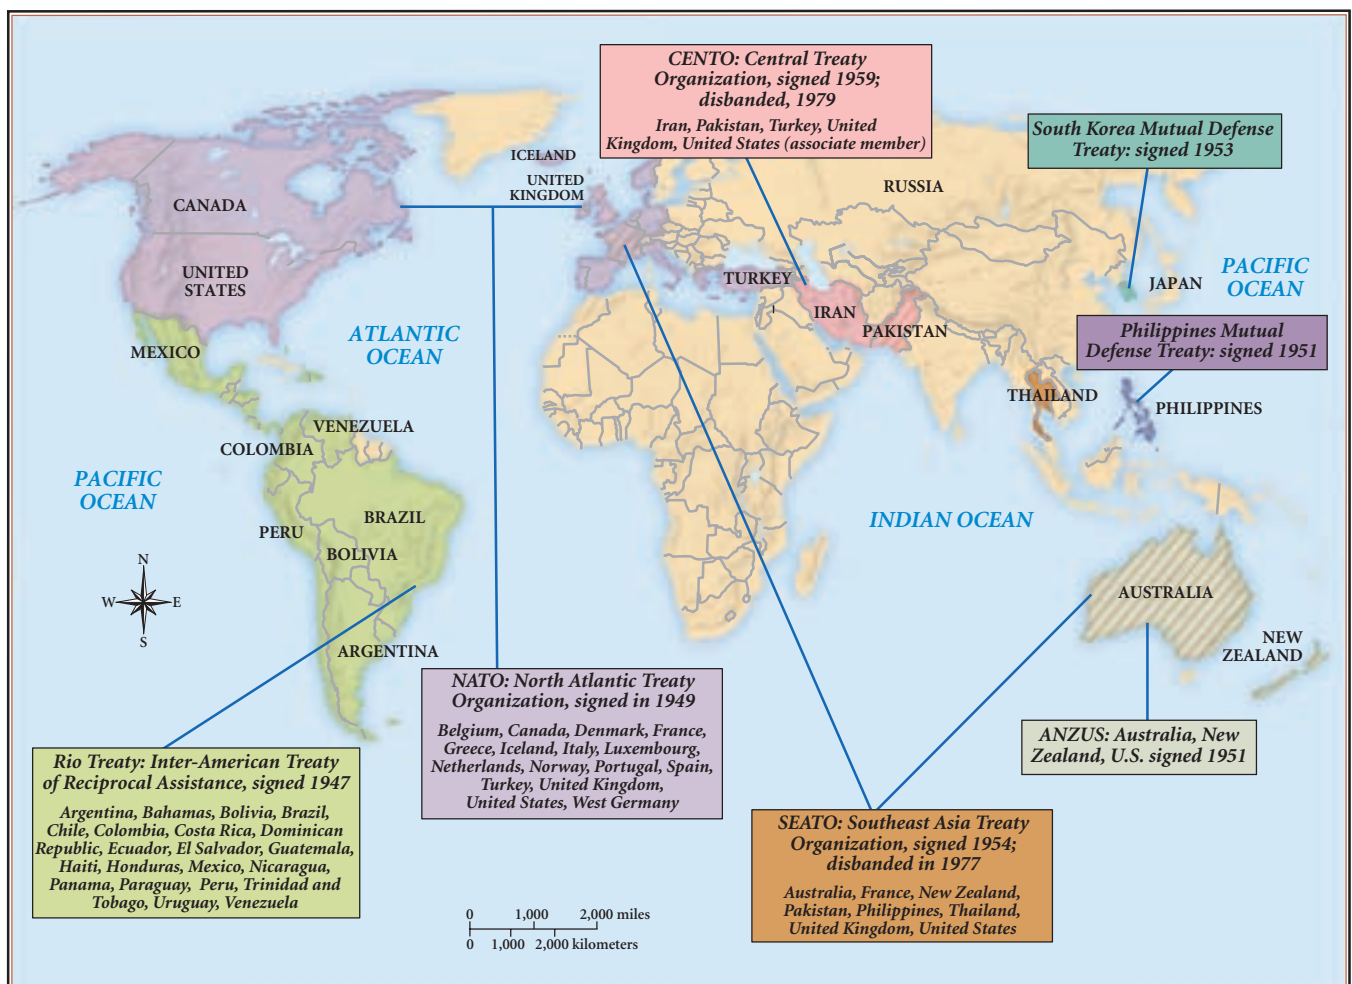 CENTO: Central Treaty
Organization, signed 1959;
disbanded, 1979
Iran, Pakistan, Turkey, United
Kingdom, United States (associate member)
South Korea Mutual Defense
Treaty: signed 1953
ICELAND
UNITED
KINGDOM
RUSSIA
CANADA
UNITED
STATES
TURKEY
IRAN
PAKISTAN
JAPAN
PACIFIC
OCEAN
ATLANTIC
OCEAN
MEXICO
Philippines Mutual
Defense Treaty: signed 1951
THAILAND
PHILIPPINES
VENEZUELA
COLOMBIA
PACIFIC
OCEAN
PERU
BRAZIL
BOLIVIA
INDIAN OCEAN
N
W
E
S
ARGENTINA
AUSTRALIA
NEW
ZEALAND
NATO: North Atlantic Treaty
Organization, signed in 1949
Belgium, Canada, Denmark, France,
Greece, Iceland, Italy, Luxembourg,
Netherlands, Norway, Portugal, Spain,
Turkey, United Kingdom,
United States, West Germany
ANZUS: Australia, New
Zealand, U.S. signed 1951
Rio Treaty: Inter-American Treaty
of Reciprocal Assistance, signed 1947
Argentina, Bahamas, Bolivia, Brazil,
Chile, Colombia, Costa Rica, Dominican
Republic, Ecuador, El Salvador, Guatemala,
Haiti, Honduras, Mexico, Nicaragua,
Panama, Paraguay, Peru, Trinidad and
Tobago, Uruguay, Venezuela
SEATO: Southeast Asia Treaty
Organization, signed 1954;
disbanded in 1977
Australia, France, New Zealand,
Pakistan, Philippines, Thailand,
United Kingdom, United States
0 1,000 2,000 miles
0 1,000 2,000 kilometers